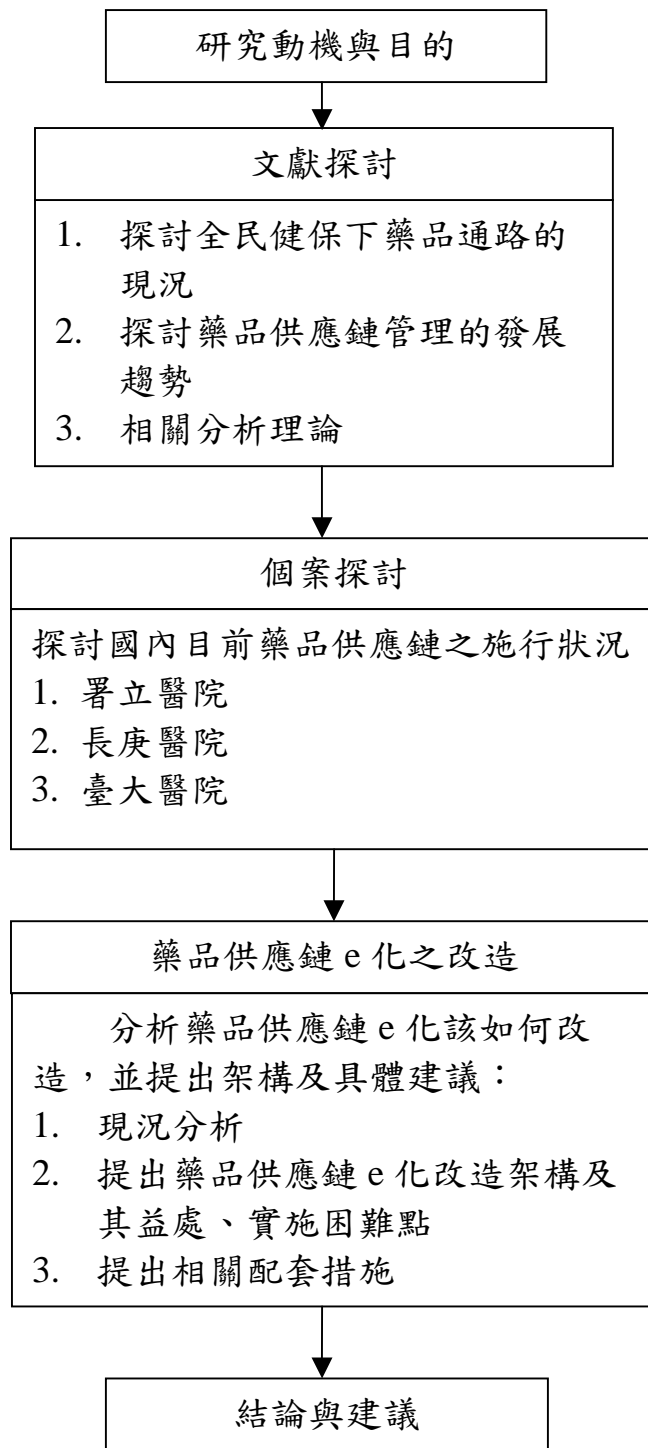 研究動機與目的
文獻探討
1. 探討全民健保下藥品通路的
現況
2. 探討藥品供應鏈管理的發展
趨勢
3. 相關分析理論
個案探討
探討國內目前藥品供應鏈之施行狀況
1. 署立醫院
2. 長庚醫院
3. 臺大醫院
藥品供應鏈 e 化之改造
分析藥品供應鏈 e 化該如何改
造，並提出架構及具體建議：
1. 現況分析
2. 提出藥品供應鏈 e 化改造架構及
其益處、實施困難點
3. 提出相關配套措施
結論與建議